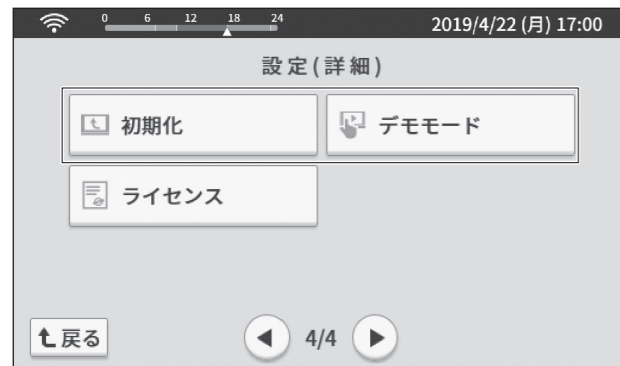 0 6 12 18 24 2019/4/22 (月) 17:00
設定(詳細)
初期化 デモモード
ライセンス
戻る 4/4